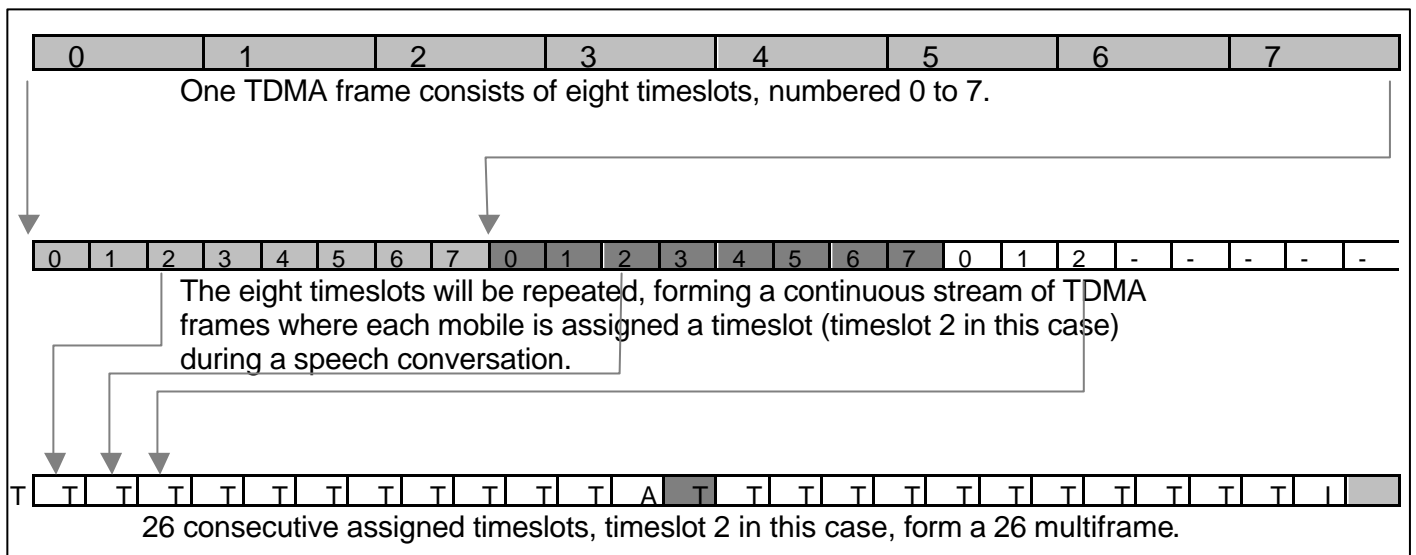 0 1 2 3 4 5 6 7
One TDMA frame consists of eight timeslots, numbered 0 to 7.
0 1 2 3 4 5 6 7 0 1 2 3 4 5 6 7 0 1 2 - - - - -
The eight timeslots will be repeated, forming a continuous stream of TDMA
frames where each mobile is assigned a timeslot (timeslot 2 in this case)
during a speech conversation.
T T T T T T T T T T T T A T T T T T T T T T T T T I
26 consecutive assigned timeslots, timeslot 2 in this case, form a 26 multiframe.